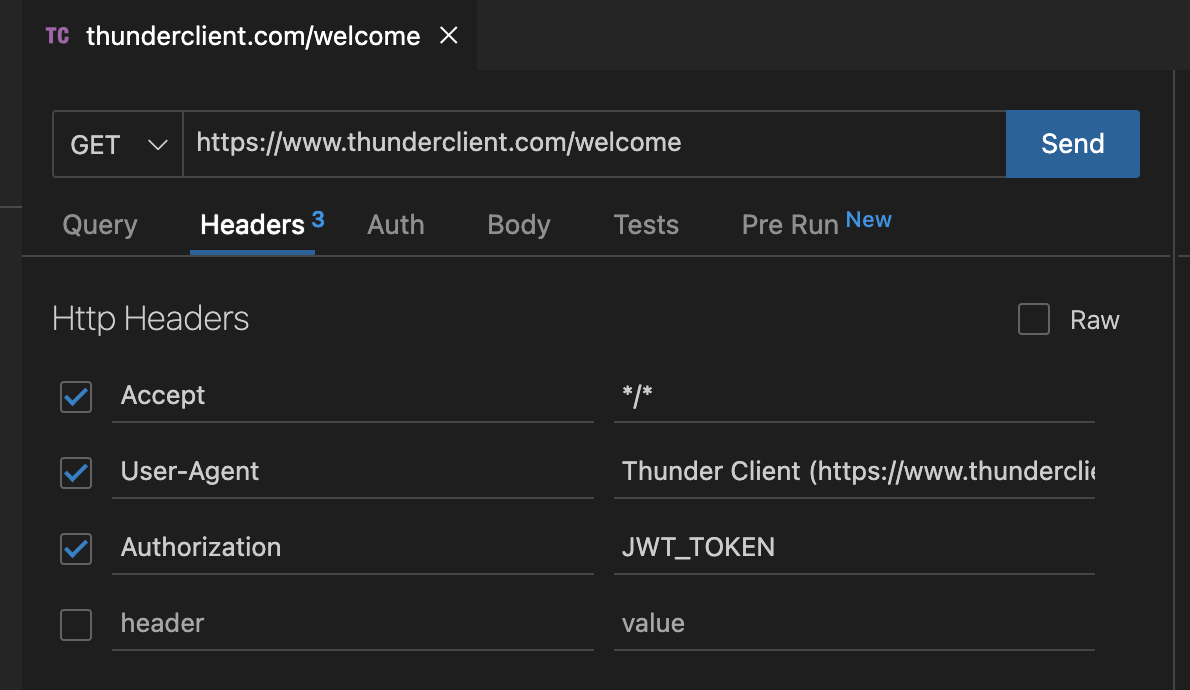 TC thunderclient.com/welcome
GET https://www.thunderclient.com/welcome Send
Query Headers 3 Auth Body Tests Pre Run New
Http Headers Raw
Accept */*
User-Agent Thunder Client (https://www.thunderclie
Authorization JWT_TOKEN
header value